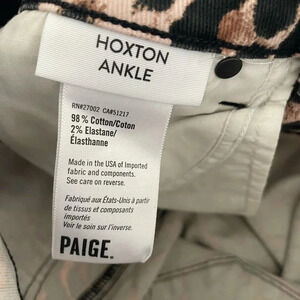 HOXTON
ANKLE
RN#27002 CA#51217
98 % Cotton/Coton
2% Elastane/
Élasthanne
Made in the USA of Imported
fabric and components.
See care on reverse.
Fabriqué aux États-Unis à partir
de tissus et composants
importés
Voir le soin sur l'inverse.
PAIGE.